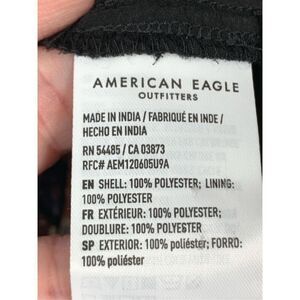 AMERICAN EAGLE
OUTFITTERS
MADE IN INDIA / FABRIQUÉ EN INDE /
HECHO EN INDIA
RN 54485 / CA 03873
RFC# AEM120605U9A
EN SHELL: 100% POLYESTER; LINING:
100% POLYESTER
FR EXTÉRIEUR: 100% POLYESTER;
DOUBLURE: 100% POLYESTER
SP EXTERIOR: 100% poliéster; FORRO:
100% poliéster